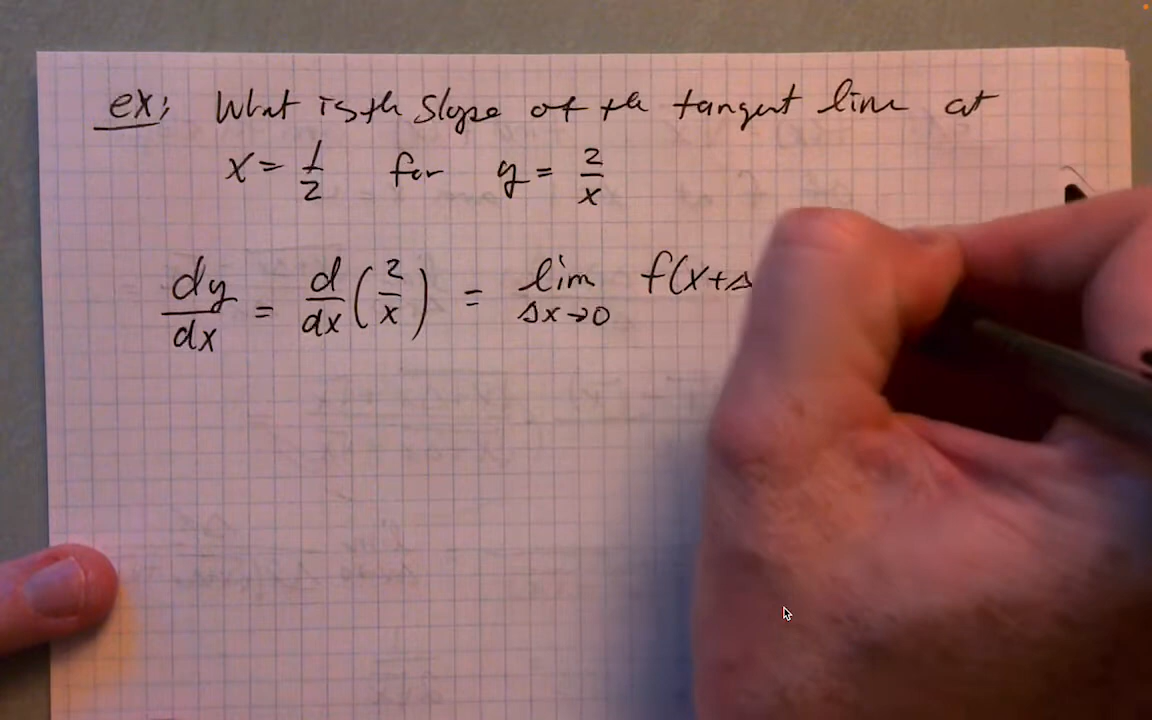 ex: What is th Slope of the tangent line at
x = 1/2 for y = 2/x
dy/dx = d/dx (2/x) = lim Δx→0 f(x+Δ